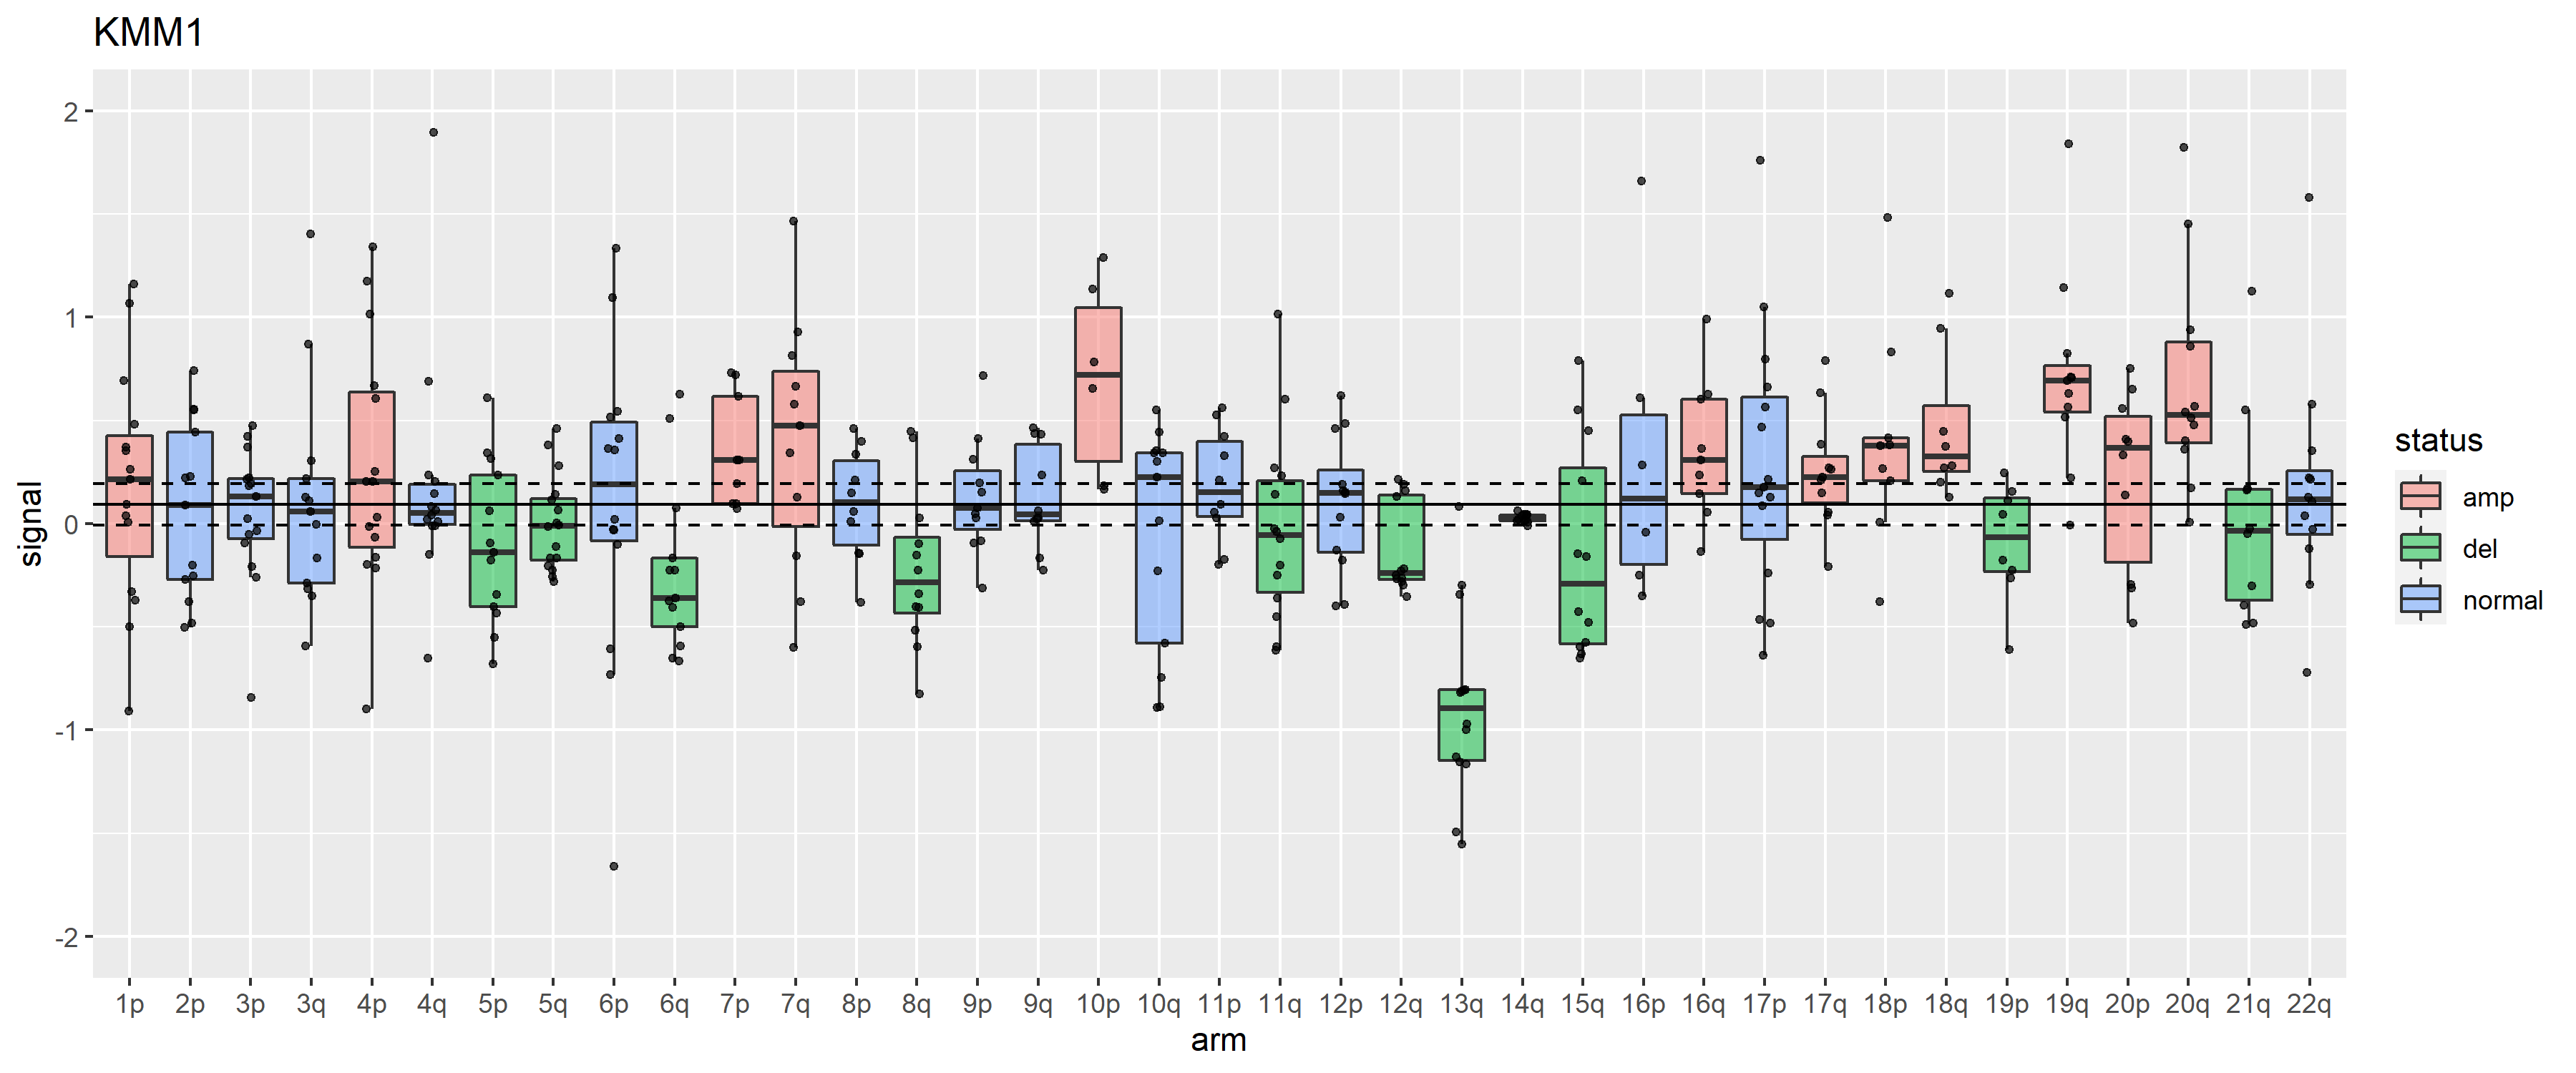 KMM1
signal
2
1
0
-1
-2
1p 2p 3p 3q 4p 4q 5p 5q 6p 6q 7p 7q 8p 8q 9p 9q 10p 10q 11p 11q 12p 12q 13q 14q 15q 16p 16q 17p 17q 18p 18q 19p 19q 20p 20q 21q 22q
arm
status
amp
del
normal